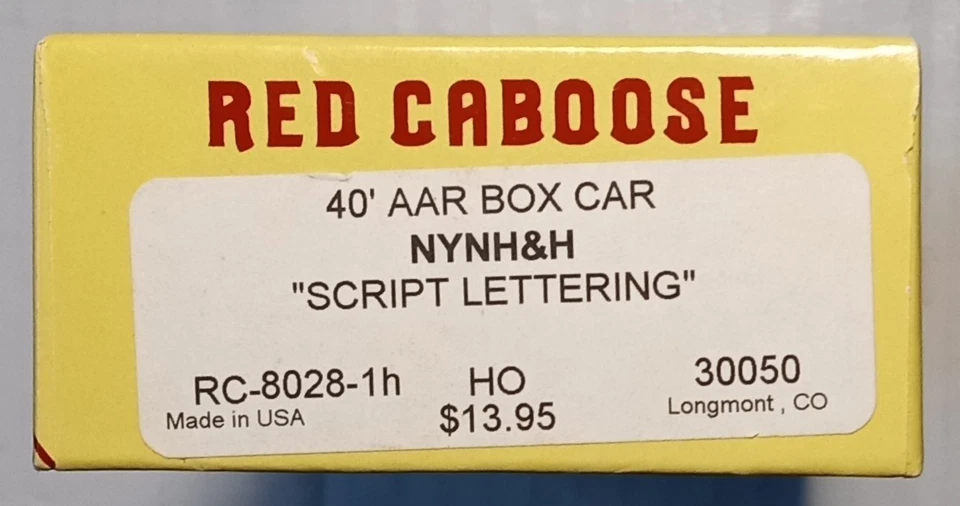 RED CABOOSE
40' AAR BOX CAR
NYNH&H
"SCRIPT LETTERING"
RC-8028-1h HO 30050
Made in USA $13.95 Longmont , CO